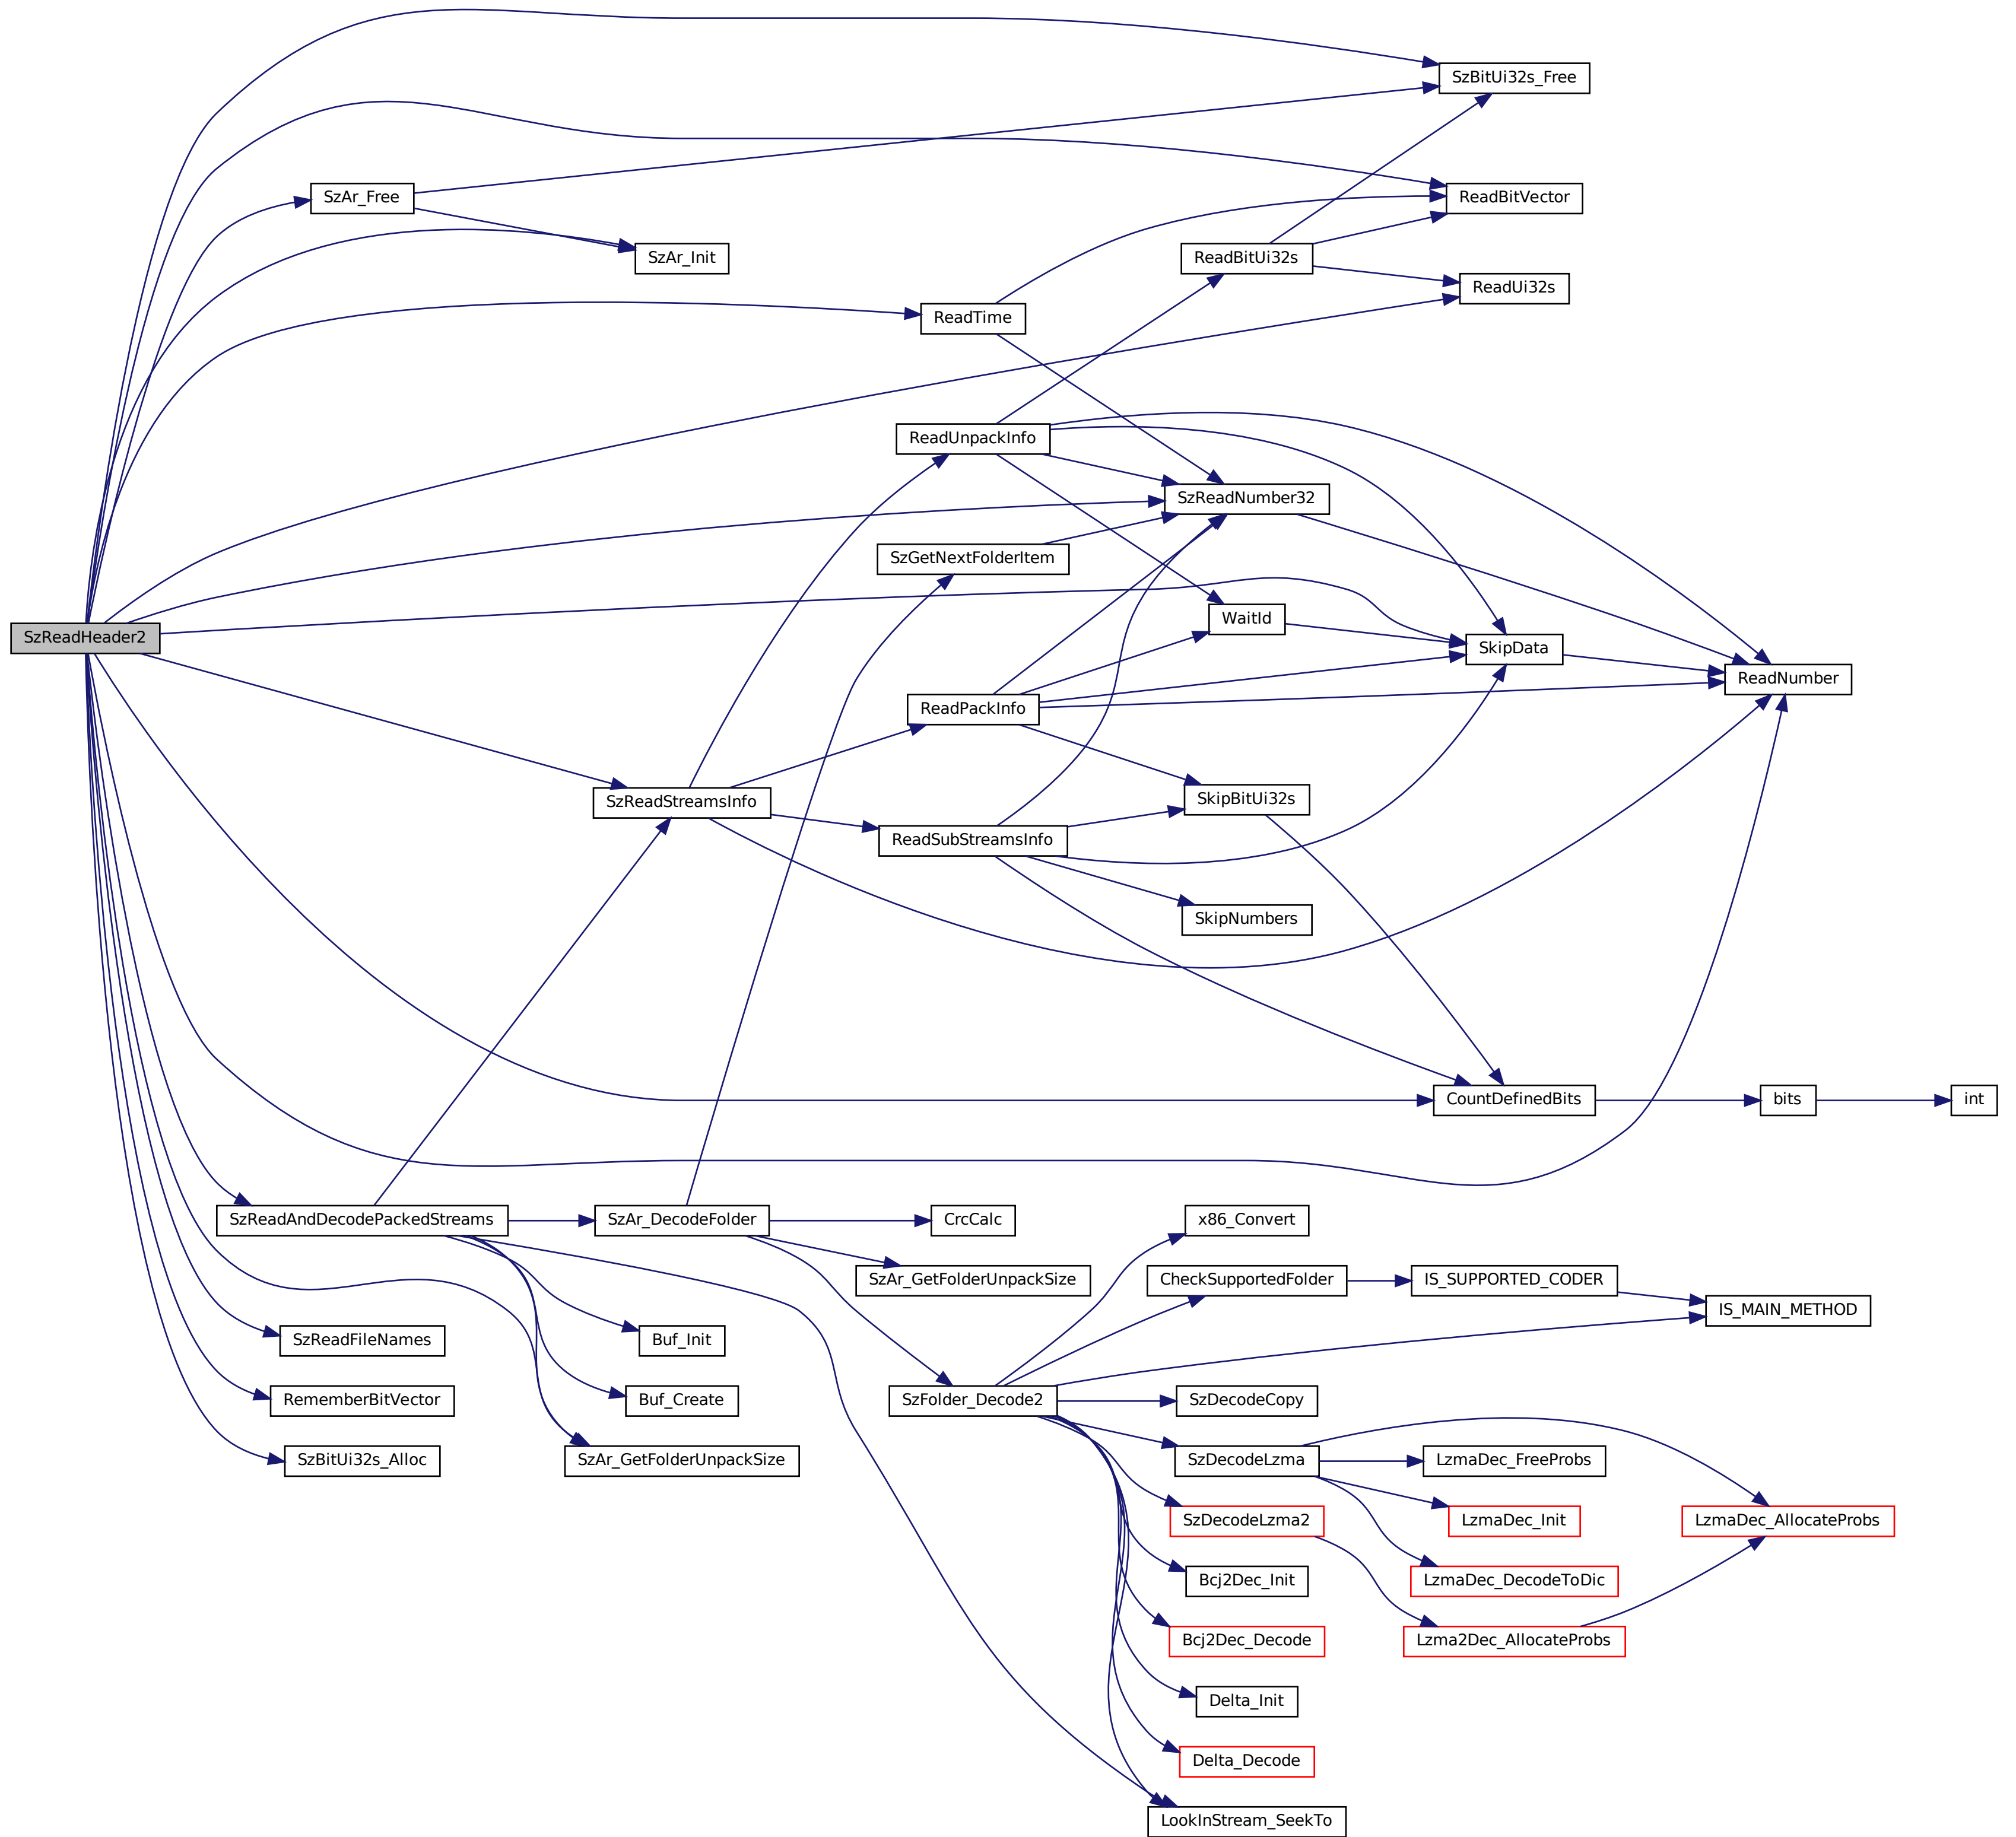 SzBitUi32s_Free
SzAr_Free
ReadBitVector
SzAr_Init
ReadBitUi32s
ReadUi32s
ReadTime
ReadUnpackInfo
SzReadNumber32
SzGetNextFolderItem
WaitId
SzReadHeader2
SkipData
ReadNumber
ReadPackInfo
SzReadStreamsInfo
SkipBitUi32s
ReadSubStreamsInfo
SkipNumbers
CountDefinedBits
bits
int
SzReadAndDecodePackedStreams
SzAr_DecodeFolder
CrcCalc
x86_Convert
SzAr_GetFolderUnpackSize
CheckSupportedFolder
IS_SUPPORTED_CODER
IS_MAIN_METHOD
SzReadFileNames
Buf_Init
RememberBitVector
Buf_Create
SzFolder_Decode2
SzDecodeCopy
SzBitUi32s_Alloc
SzAr_GetFolderUnpackSize
SzDecodeLzma
LzmaDec_FreeProbs
SzDecodeLzma2
LzmaDec_Init
LzmaDec_AllocateProbs
Bcj2Dec_Init
LzmaDec_DecodeToDic
Bcj2Dec_Decode
Lzma2Dec_AllocateProbs
Delta_Init
Delta_Decode
LookInStream_SeekTo